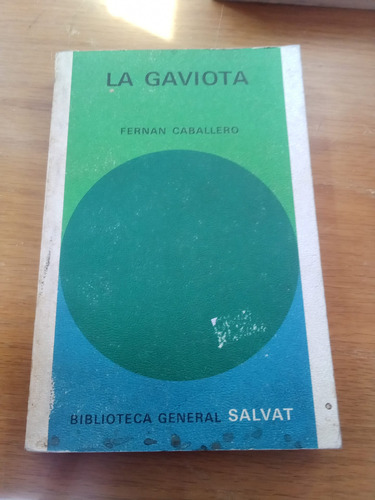 LA GAVIOTA
FERNAN CABALLERO
BIBLIOTECA GENERAL SALVAT